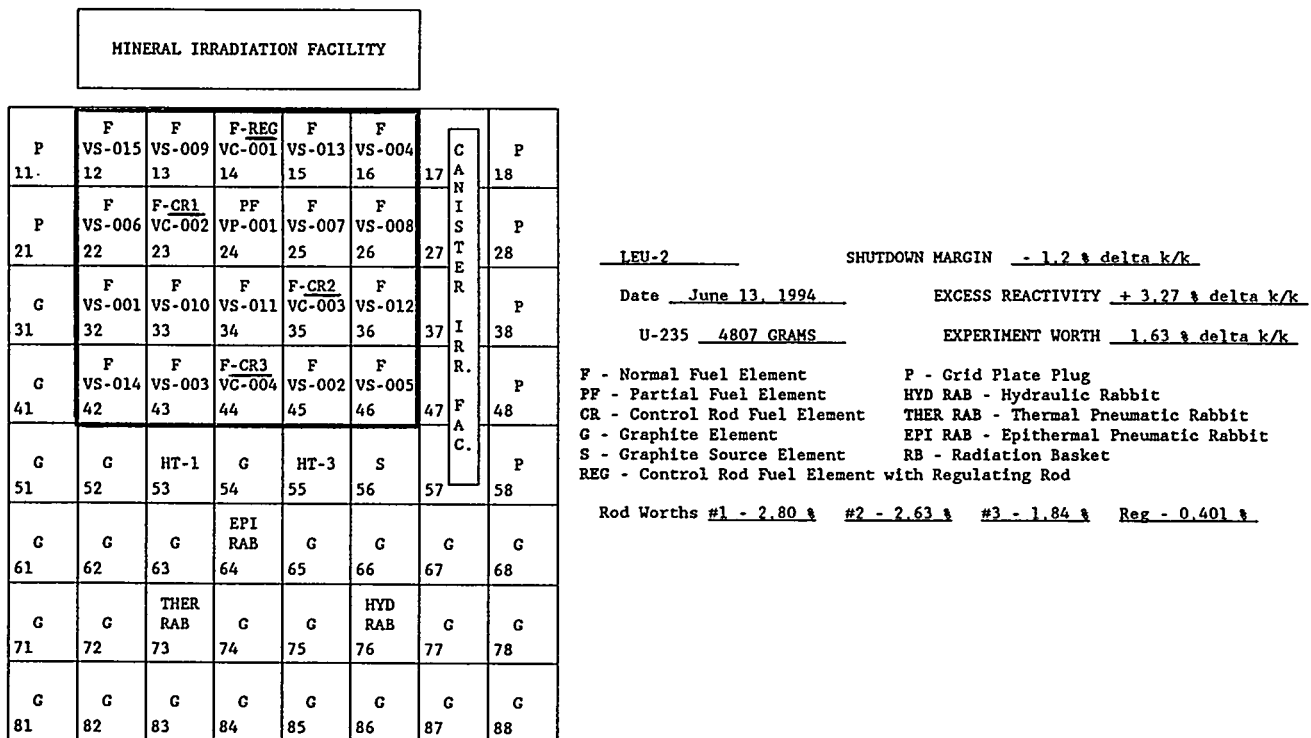 MINERAL IRRADIATION FACILITY
P F F F-REG F F P
VS-015 VS-009 VC-001 VS-013 VS-004
11. 12 13 14 15 16 17 18
F F-CR1 PF F F
P VS-006 VC-002 VP-001 VS-007 VS-008 P
21 22 23 24 25 26 27 28
F F F F-CR2 F
G VS-001 VS-010 VS-011 VC-003 VS-012 P
31 32 33 34 35 36 37 38
F F F-CR3 F F
G VS-014 VS-003 VC-004 VS-002 VS-005 P
41 42 43 44 45 46 47 48
CANISTER IRR. FAC.
G G HT-1 G HT-3 S P
51 52 53 54 55 56 57 58
EPI
G G G RAB G G G G
61 62 63 64 65 66 67 68
THER HYD
G G RAB G G RAB G G
71 72 73 74 75 76 77 78
G G G G G G G G
81 82 83 84 85 86 87 88
LEU-2 SHUTDOWN MARGIN - 1.2 % delta k/k
Date June 13, 1994 EXCESS REACTIVITY + 3.27 % delta k/k
U-235 4807 GRAMS EXPERIMENT WORTH 1.63 % delta k/k
F - Normal Fuel Element P - Grid Plate Plug
PF - Partial Fuel Element HYD RAB - Hydraulic Rabbit
CR - Control Rod Fuel Element THER RAB - Thermal Pneumatic Rabbit
G - Graphite Element EPI RAB - Epithermal Pneumatic Rabbit
S - Graphite Source Element RB - Radiation Basket
REG - Control Rod Fuel Element with Regulating Rod
Rod Worths #1 - 2.80 % #2 - 2.63 % #3 - 1.84 % Reg - 0.401 %